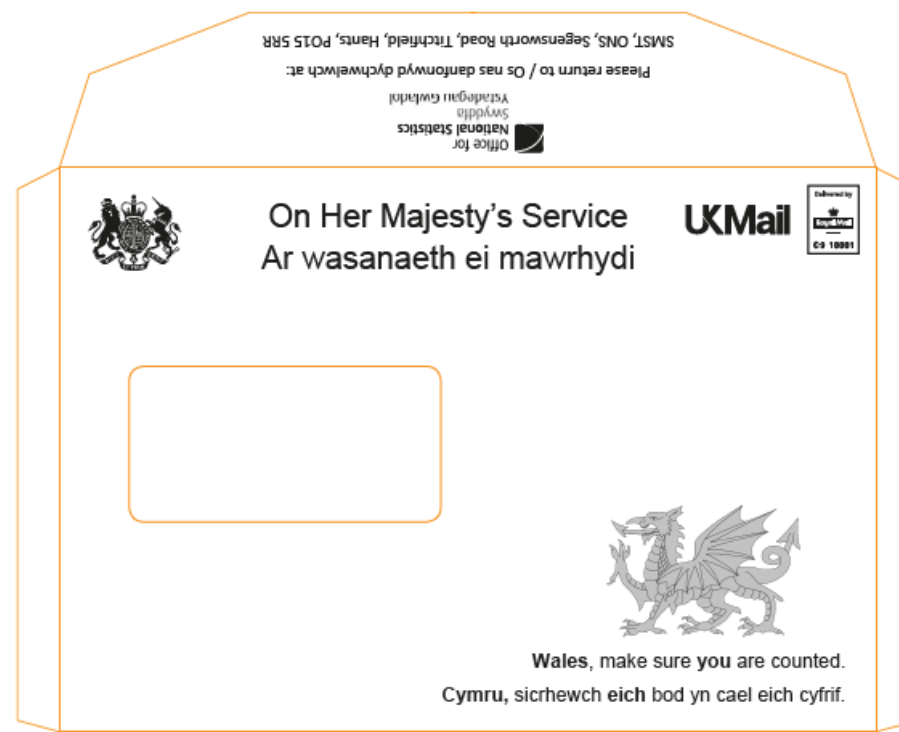 SMST, ONS, Segensworth Road, Titchfield, Hants, PO15 5RR
Please return to / Os nas danfonwyd dychwelwch at:
Office for
National Statistics
Swyddfa
Ystadegau Gwladol
On Her Majesty's Service
Ar wasanaeth ei mawrhydi
UKMail
Delivered by
Royal Mail
C9 10001
Wales, make sure you are counted.
Cymru, sicrhewch eich bod yn cael eich cyfrif.